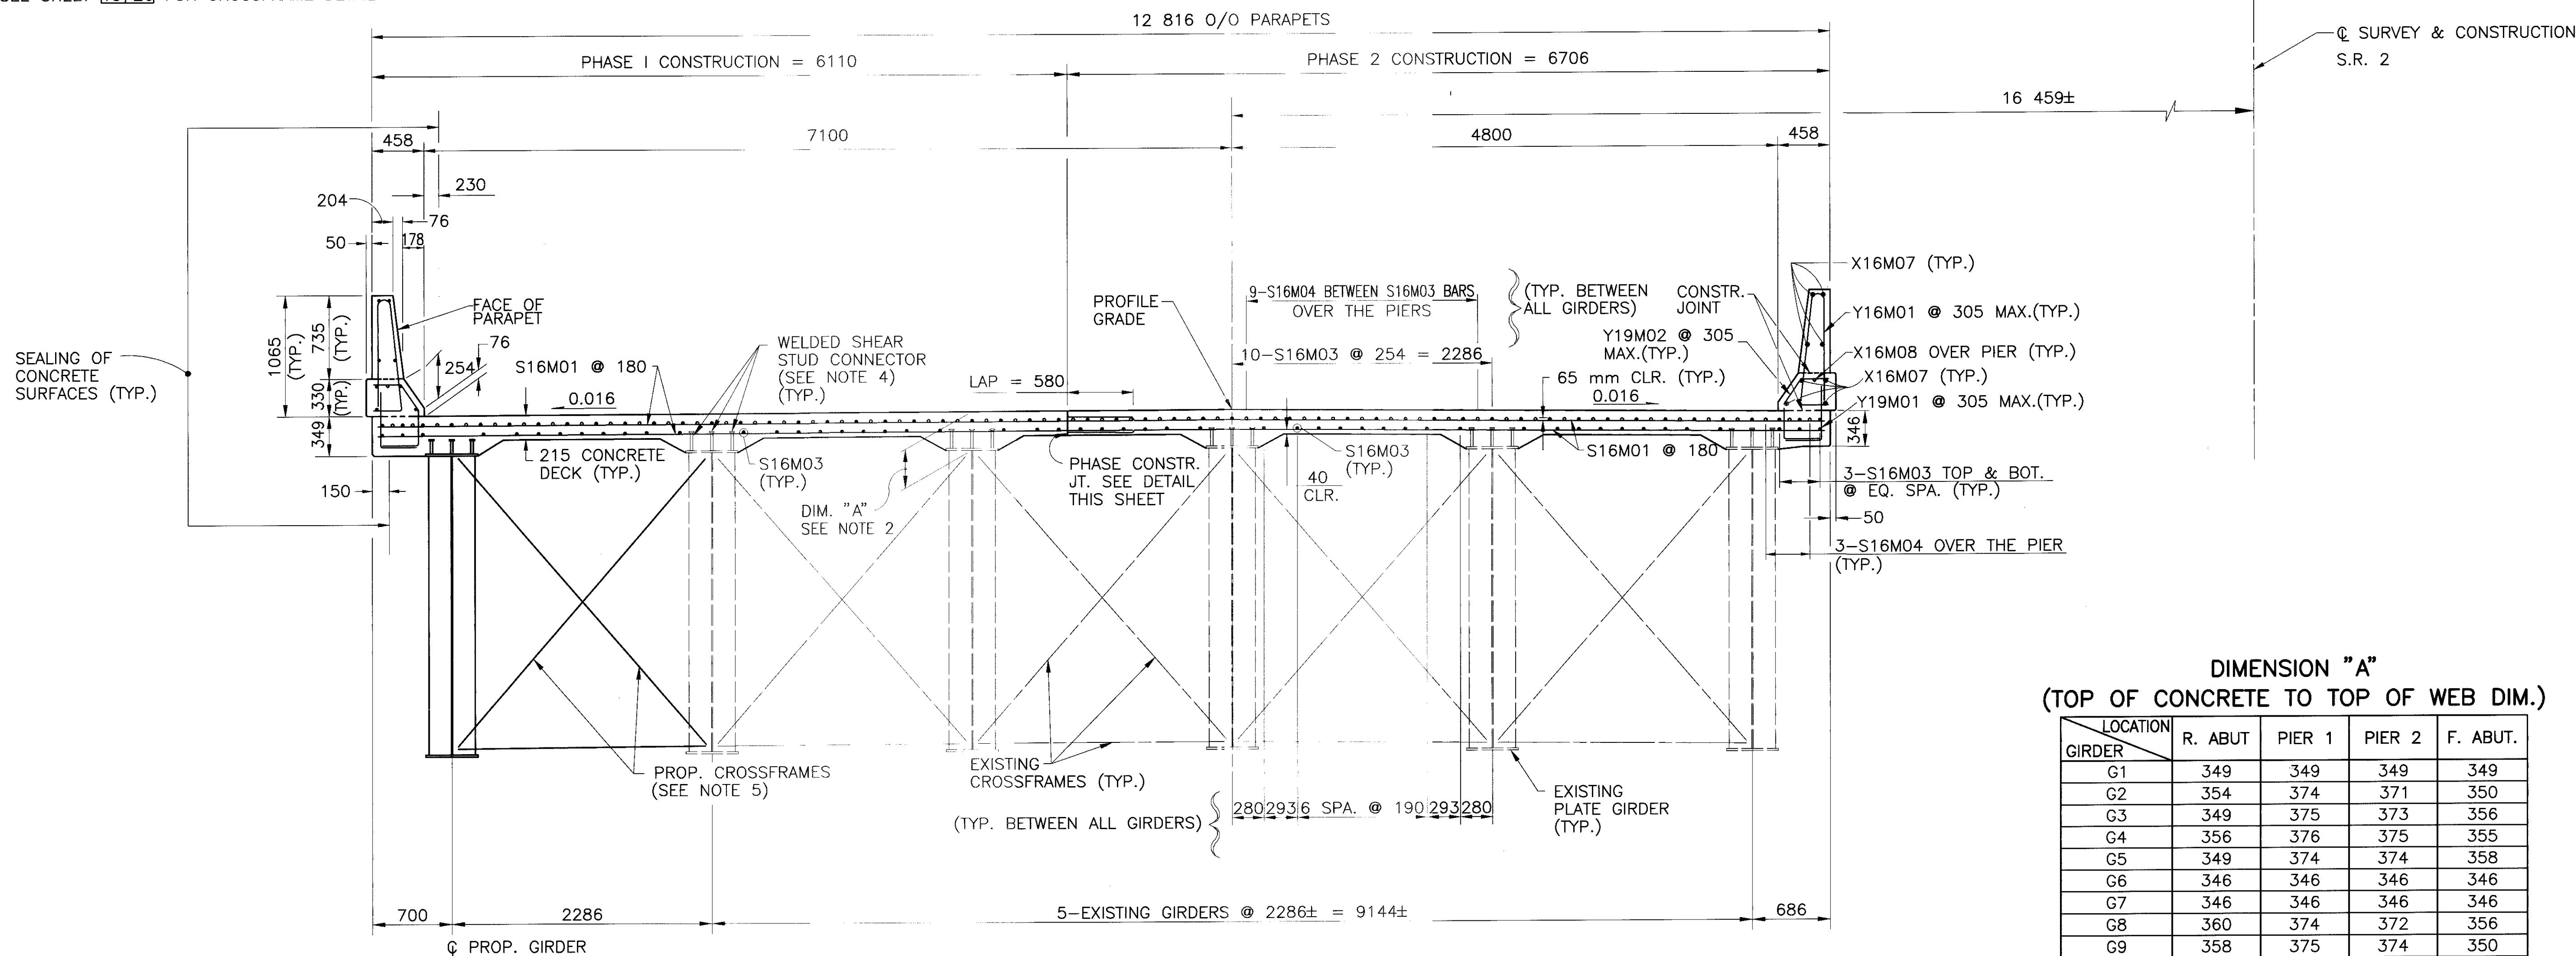 12 816 O/O PARAPETS
℄ SURVEY & CONSTRUCTION
S.R. 2
PHASE I CONSTRUCTION = 6110
PHASE 2 CONSTRUCTION = 6706
16 459±
458
7100
4800
458
230
204
76
50
178
1065
(TYP.)
735
(TYP.)
330
(TYP.)
349
FACE OF
PARAPET
254
76
SEALING OF
CONCRETE
SURFACES (TYP.)
S16M01 @ 180
0.016
WELDED SHEAR
STUD CONNECTOR
(SEE NOTE 4)
(TYP.)
LAP = 580
PROFILE
GRADE
9-S16M04 BETWEEN S16M03 BARS
OVER THE PIERS
(TYP. BETWEEN
ALL GIRDERS)
10-S16M03 @ 254 = 2286
CONSTR.
JOINT
Y19M02 @ 305
MAX.(TYP.)
65 mm CLR. (TYP.)
0.016
X16M07 (TYP.)
Y16M01 @ 305 MAX.(TYP.)
X16M08 OVER PIER (TYP.)
X16M07 (TYP.)
Y19M01 @ 305 MAX.(TYP.)
346
215 CONCRETE
DECK (TYP.)
150
S16M03
(TYP.)
DIM. "A"
SEE NOTE 2
PHASE CONSTR.
JT. SEE DETAIL
THIS SHEET
40
CLR.
S16M03
(TYP.)
S16M01 @ 180
3-S16M03 TOP & BOT.
@ EQ. SPA. (TYP.)
50
3-S16M04 OVER THE PIER
(TYP.)
PROP. CROSSFRAMES
(SEE NOTE 5)
EXISTING
CROSSFRAMES (TYP.)
EXISTING
PLATE GIRDER
(TYP.)
(TYP. BETWEEN ALL GIRDERS)
280 293 6 SPA. @ 190 293 280
700
2286
5-EXISTING GIRDERS @ 2286± = 9144±
686
℄ PROP. GIRDER
DIMENSION "A"
(TOP OF CONCRETE TO TOP OF WEB DIM.)
LOCATION
GIRDER
R. ABUT PIER 1 PIER 2 F. ABUT.
G1 349 349 349 349
G2 354 374 371 350
G3 349 375 373 356
G4 356 376 375 355
G5 349 374 374 358
G6 346 346 346 346
G7 346 346 346 346
G8 360 374 372 356
G9 358 375 374 350